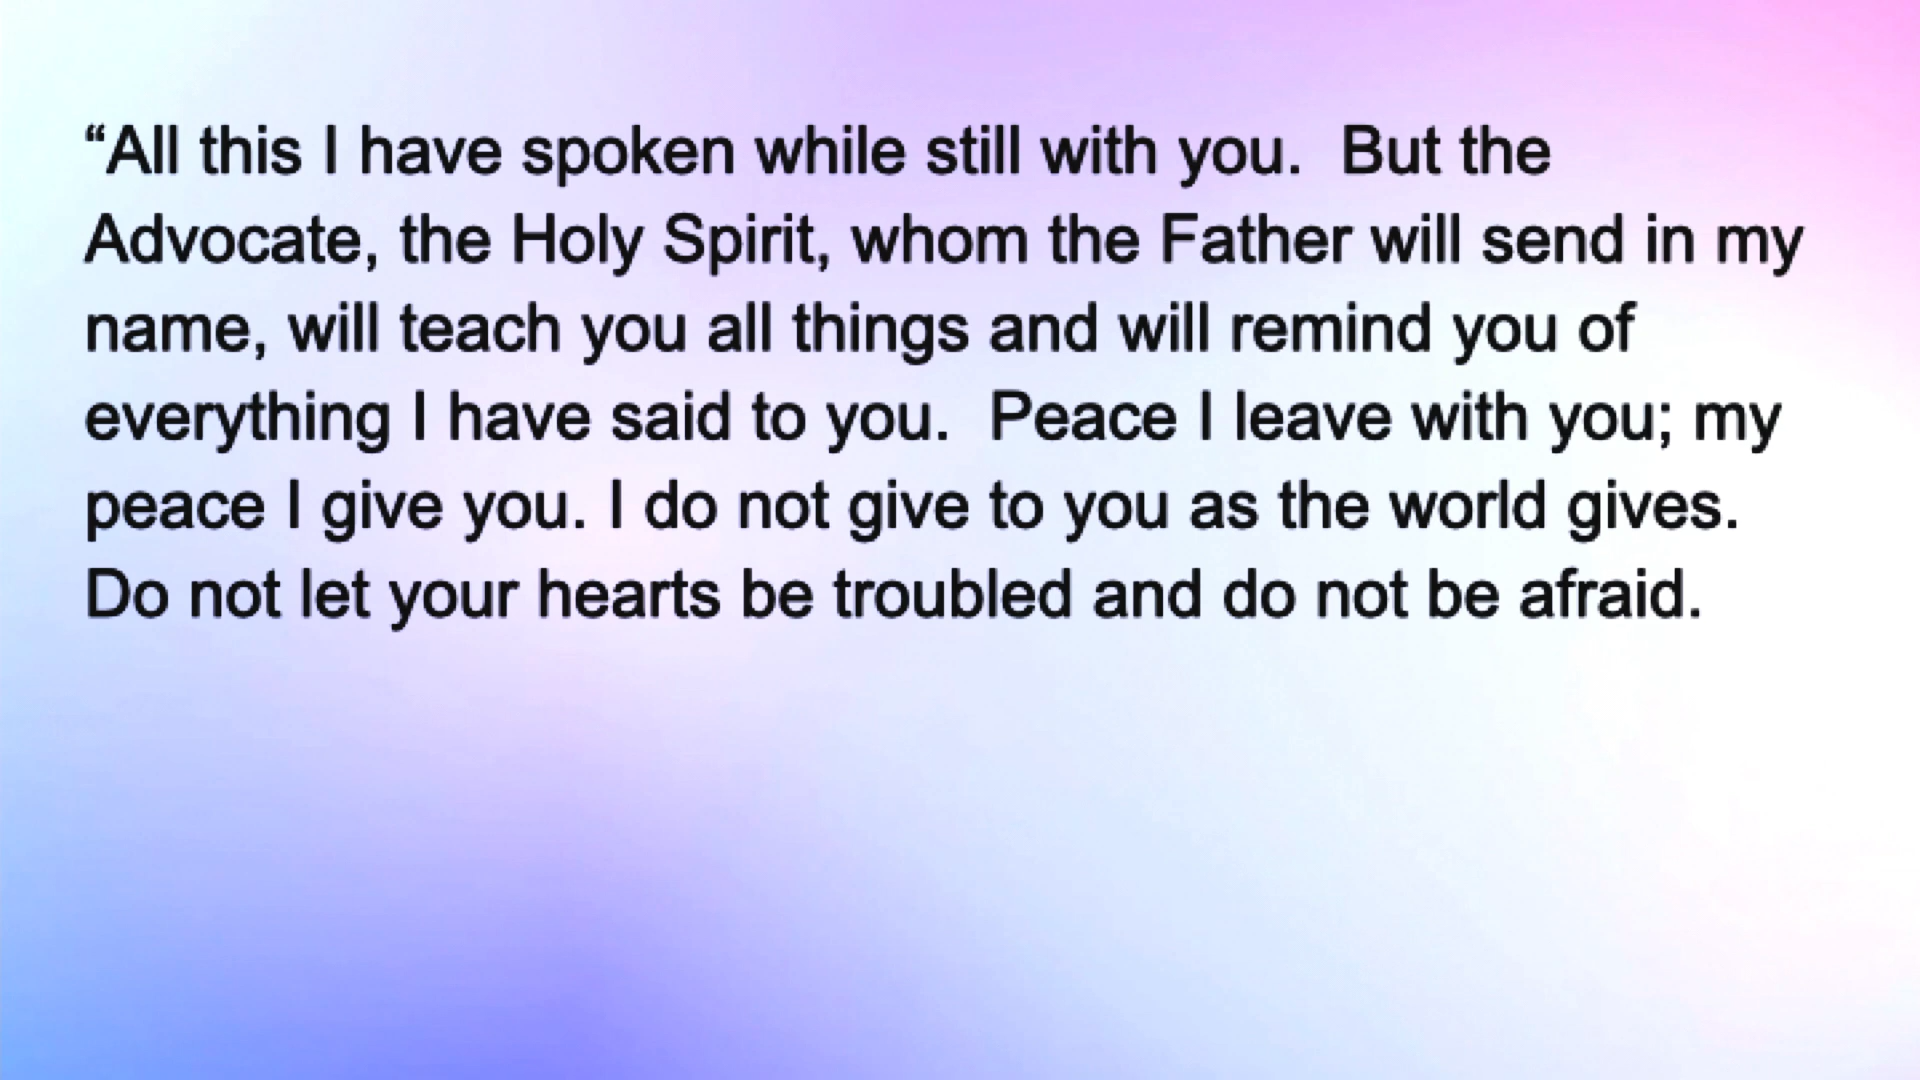 “All this I have spoken while still with you.  But the
Advocate, the Holy Spirit, whom the Father will send in my
name, will teach you all things and will remind you of
everything I have said to you.  Peace I leave with you; my
peace I give you. I do not give to you as the world gives.
Do not let your hearts be troubled and do not be afraid.